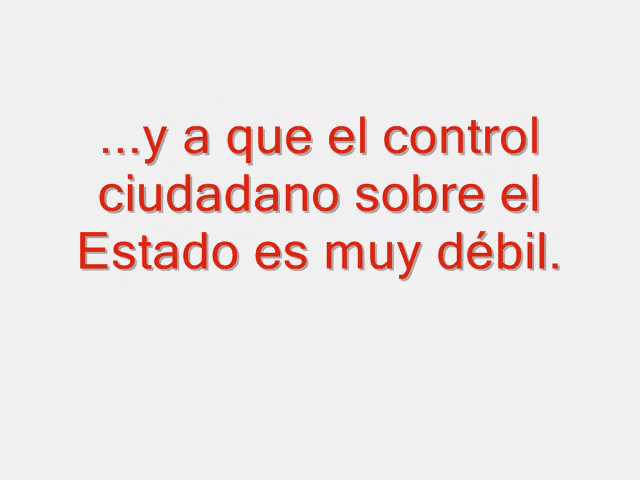 ...y a que el control
ciudadano sobre el
Estado es muy débil.